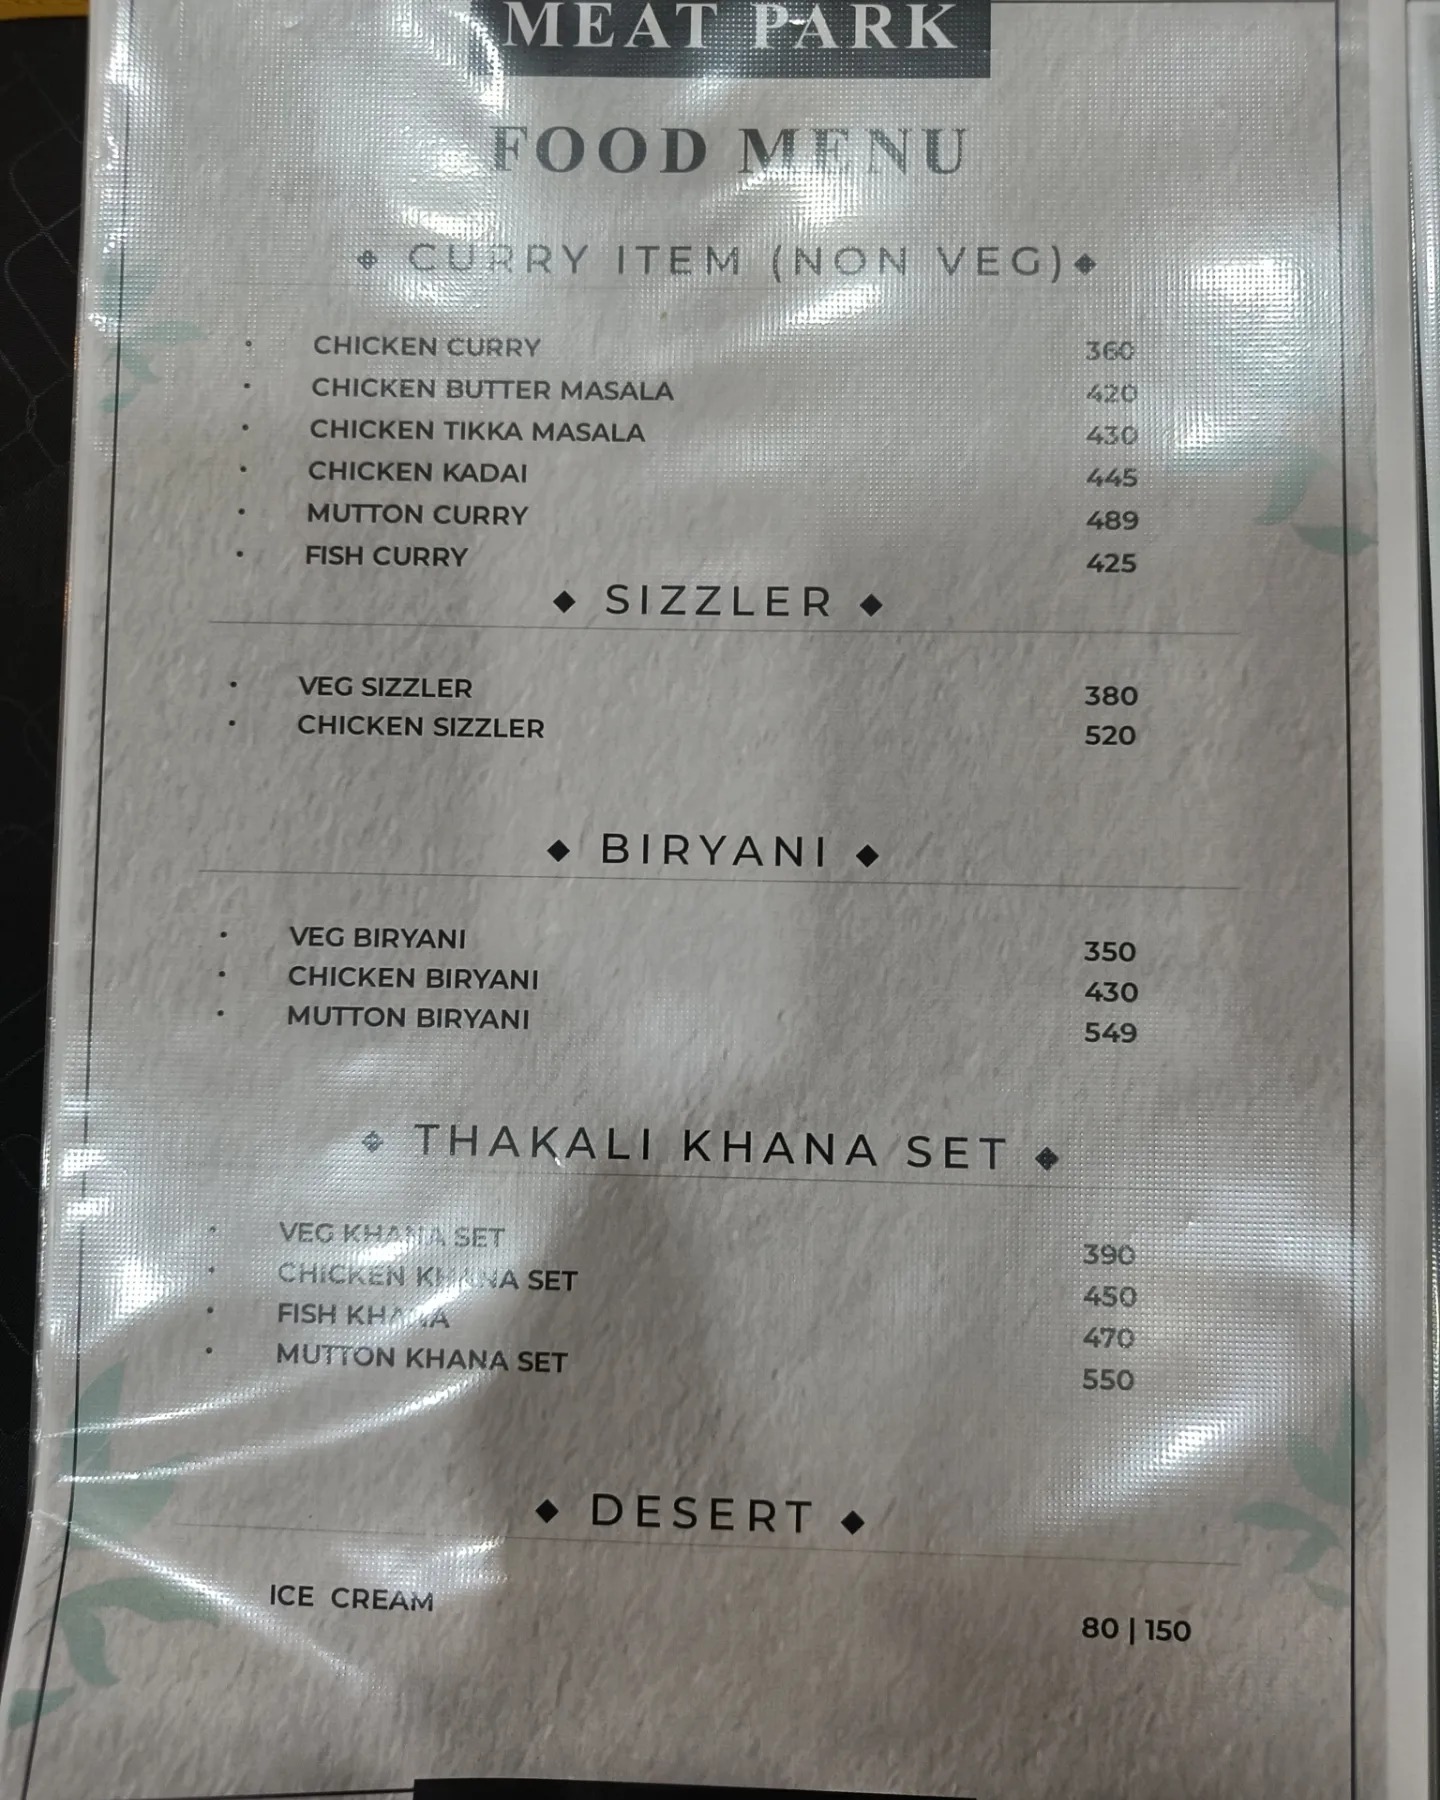 MEAT PARK
FOOD MENU
◆ CURRY ITEM (NON VEG) ◆
• CHICKEN CURRY 360
• CHICKEN BUTTER MASALA 420
• CHICKEN TIKKA MASALA 430
• CHICKEN KADAI 445
• MUTTON CURRY 489
• FISH CURRY 425
◆ SIZZLER ◆
• VEG SIZZLER 380
• CHICKEN SIZZLER 520
◆ BIRYANI ◆
• VEG BIRYANI 350
• CHICKEN BIRYANI 430
• MUTTON BIRYANI 549
◆ THAKALI KHANA SET ◆
• VEG KHANA SET 390
• CHICKEN KHANA SET 450
• FISH KHANA 470
• MUTTON KHANA SET 550
◆ DESERT ◆
ICE CREAM 80 | 150